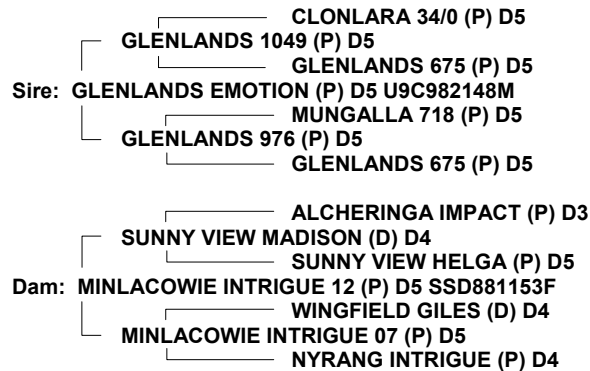 CLONLARA 34/0 (P) D5
GLENLANDS 1049 (P) D5
GLENLANDS 675 (P) D5
Sire: GLENLANDS EMOTION (P) D5 U9C982148M
MUNGALLA 718 (P) D5
GLENLANDS 976 (P) D5
GLENLANDS 675 (P) D5
ALCHERINGA IMPACT (P) D3
SUNNY VIEW MADISON (D) D4
SUNNY VIEW HELGA (P) D5
Dam: MINLACOWIE INTRIGUE 12 (P) D5 SSD881153F
WINGFIELD GILES (D) D4
MINLACOWIE INTRIGUE 07 (P) D5
NYRANG INTRIGUE (P) D4